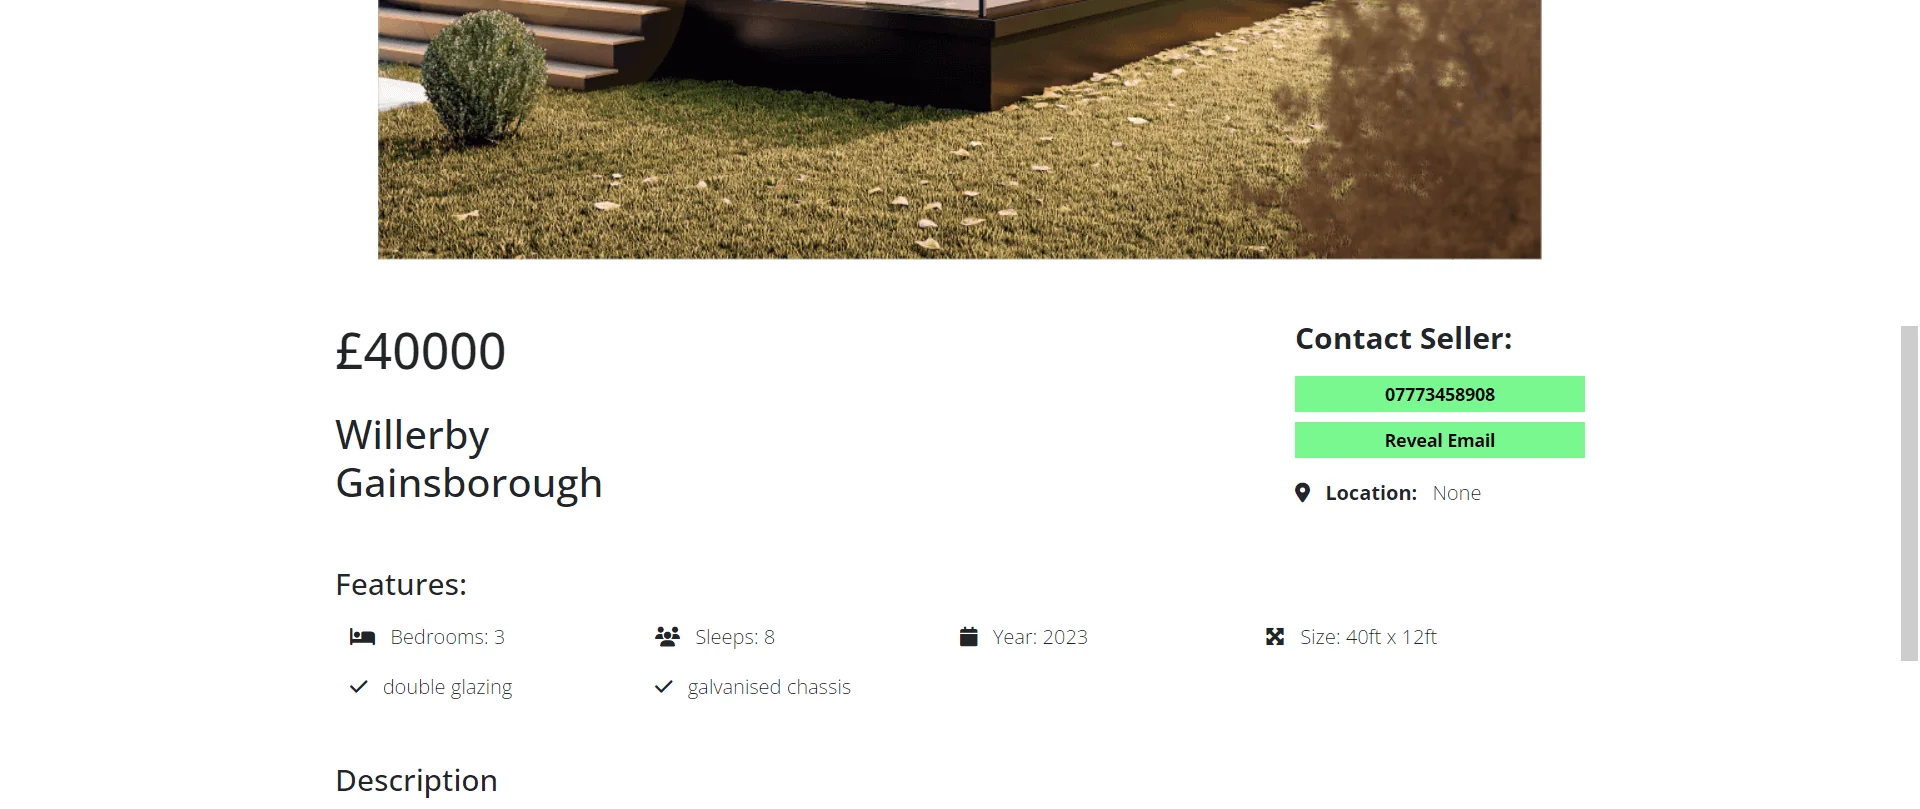 £40000
Willerby
Gainsborough
Contact Seller:
07773458908
Reveal Email
Location: None
Features:
Bedrooms: 3
Sleeps: 8
Year: 2023
Size: 40ft x 12ft
double glazing
galvanised chassis
Description